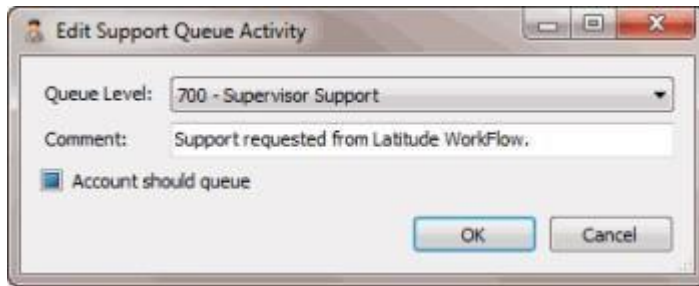 Edit Support Queue Activity
Queue Level: 700 - Supervisor Support
Comment: Support requested from Latitude WorkFlow.
Account should queue
OK Cancel